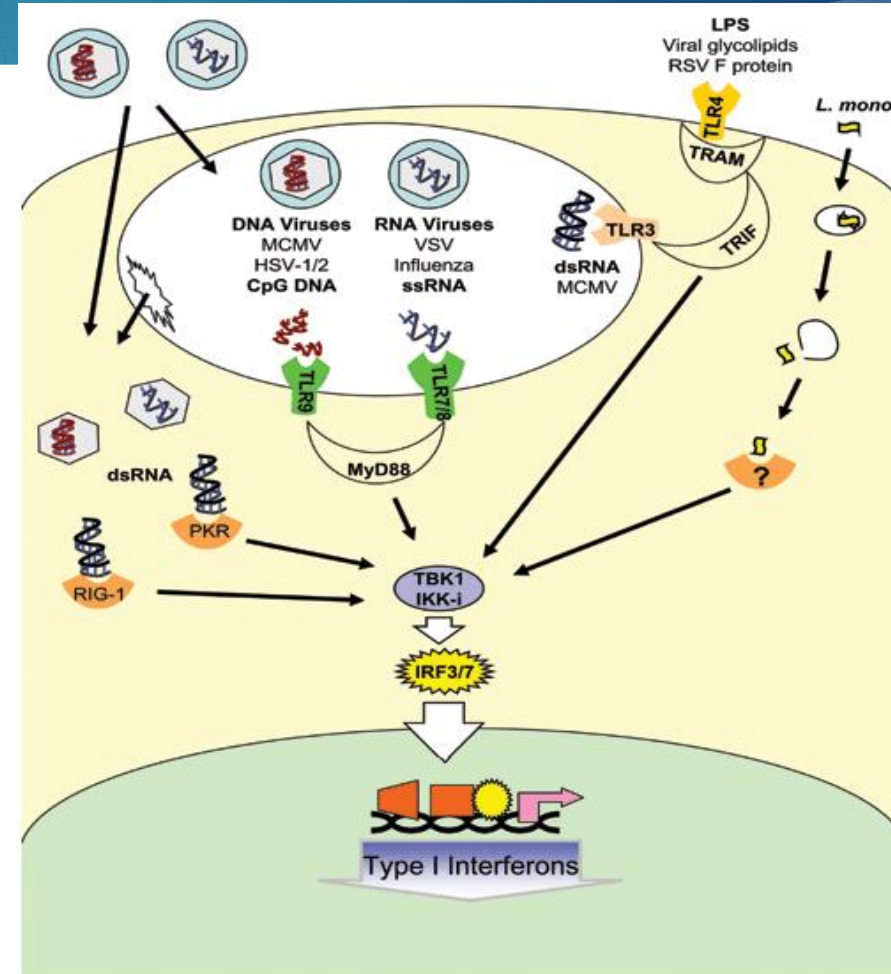 LPS
Viral glycolipids
RSV F protein
TLR4
L. mono
TRAM
TRIF
DNA Viruses
MCMV
HSV-1/2
CpG DNA
RNA Viruses
VSV
Influenza
ssRNA
TLR3
dsRNA
MCMV
TLR9
TLR7/8
MyD88
dsRNA
PKR
RIG-1
?
TBK1
IKK-i
IRF3/7
Type I Interferons